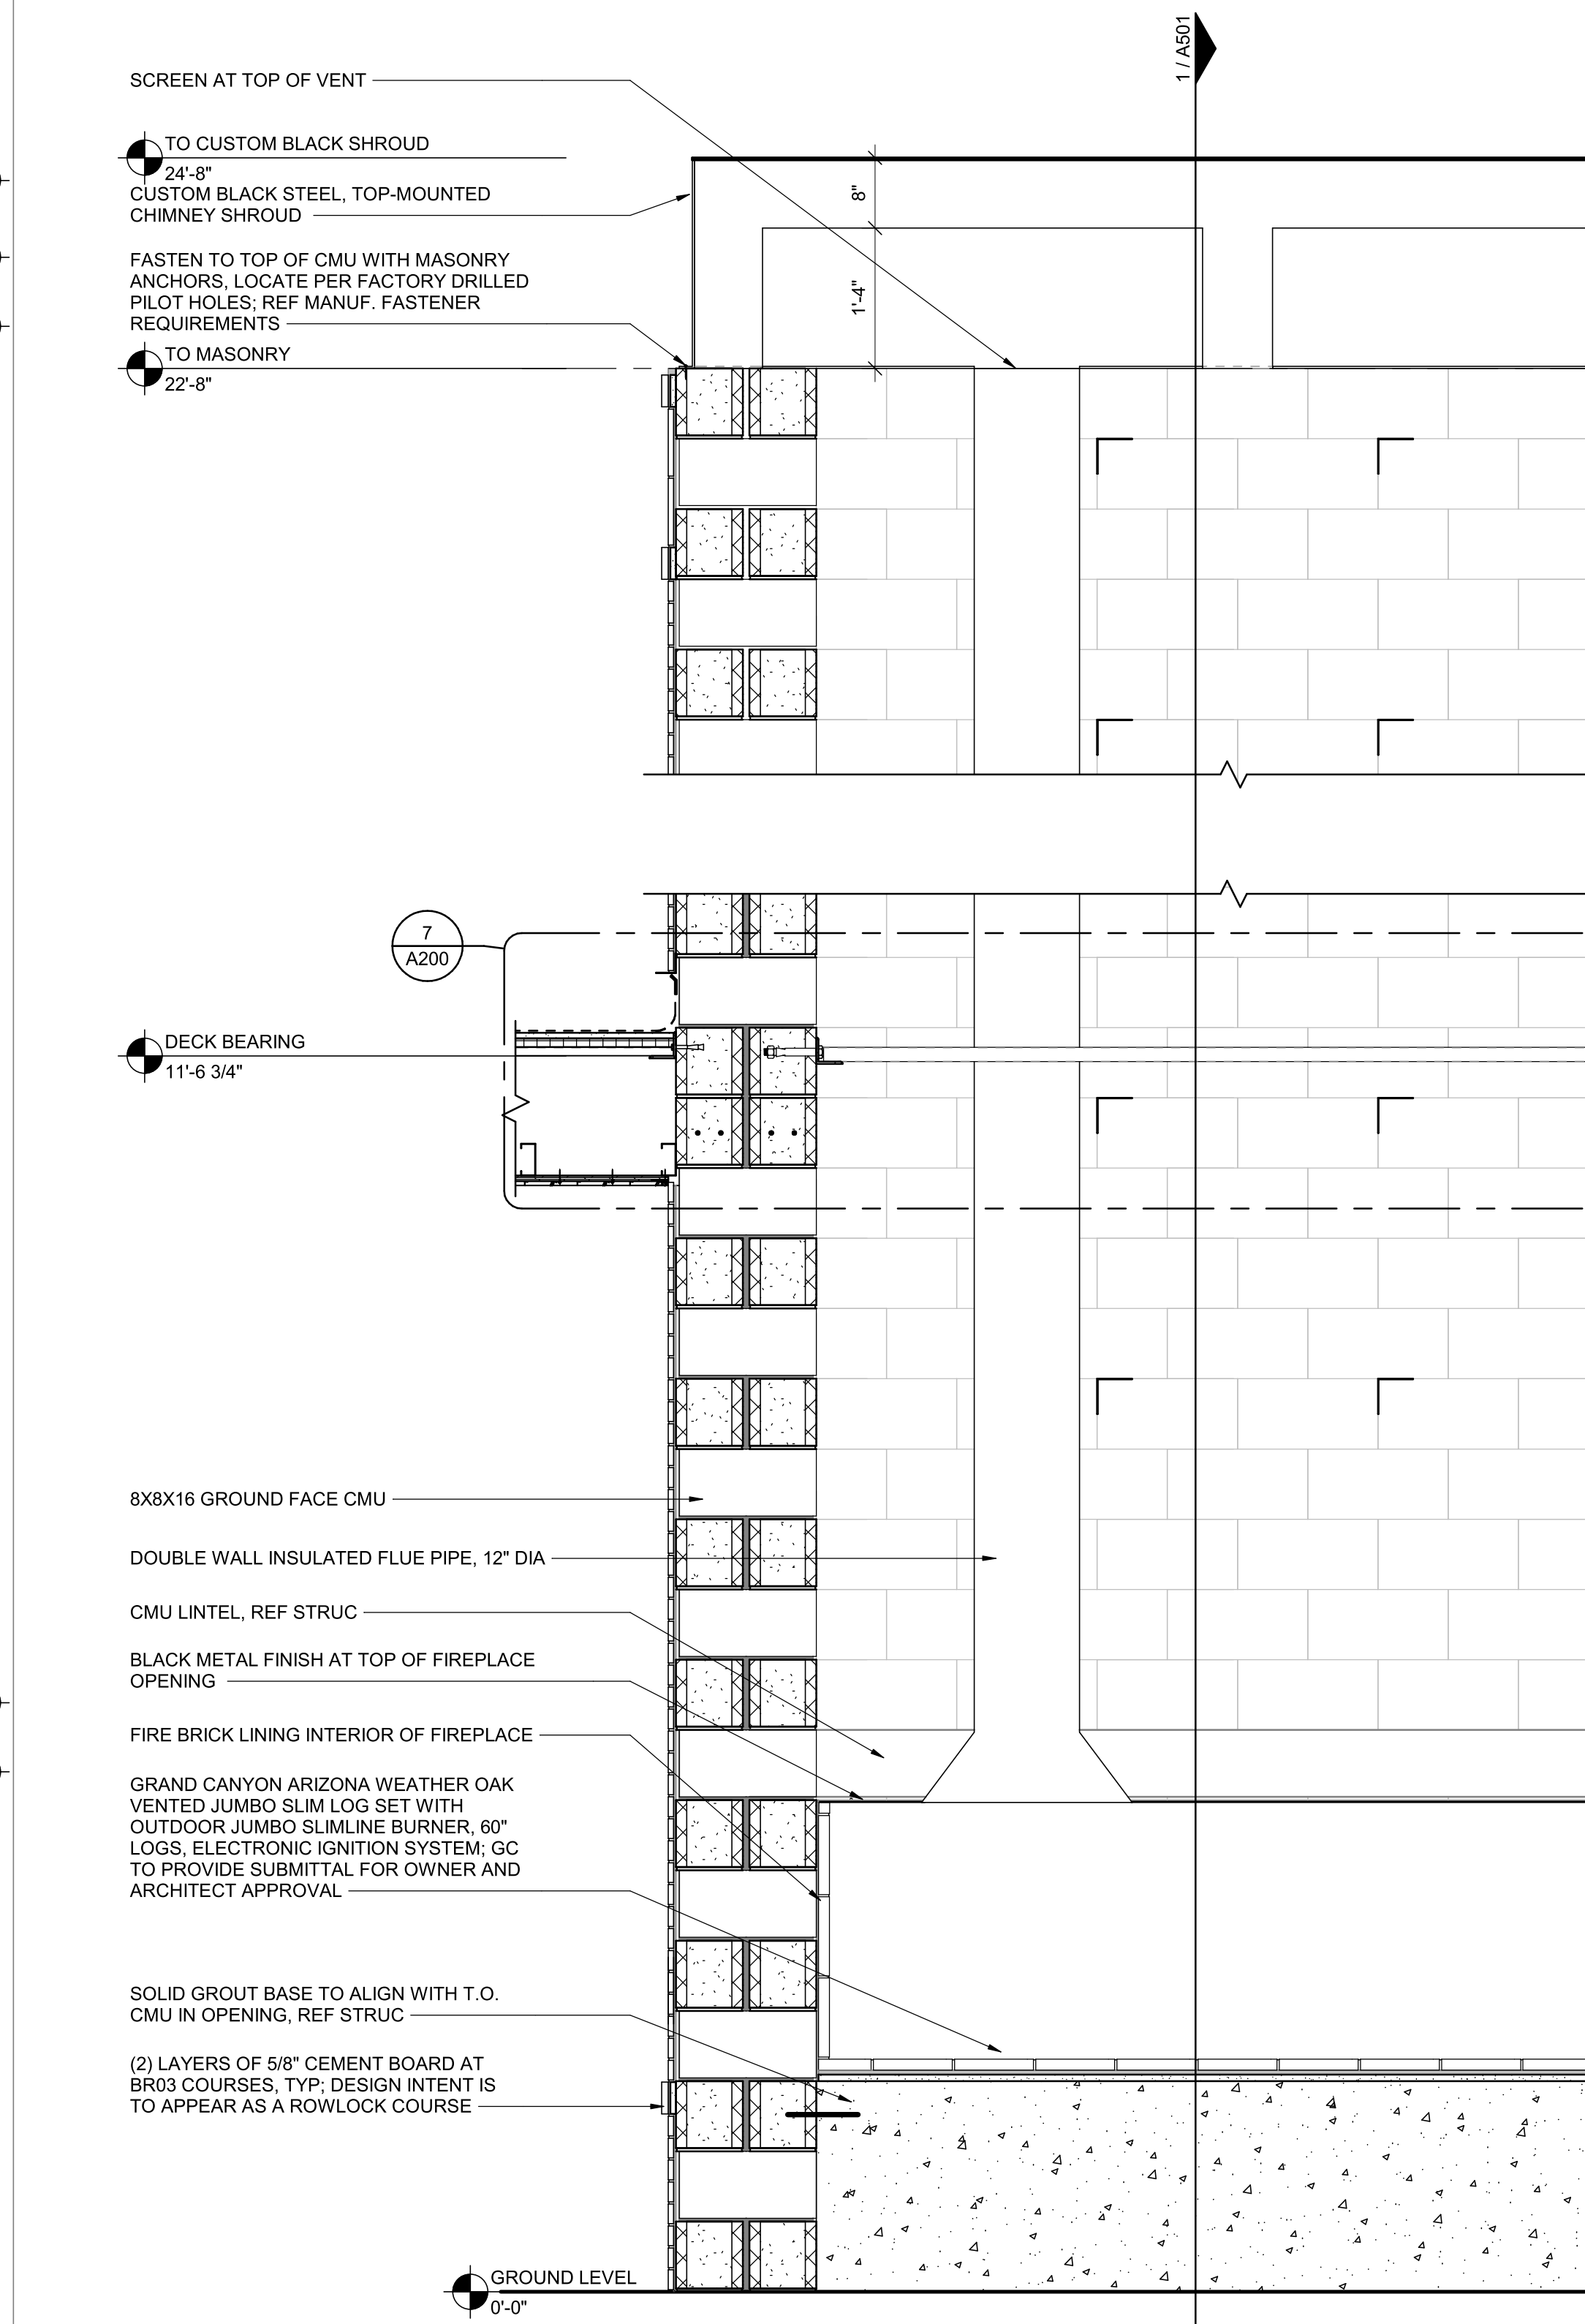 1 / A501
SCREEN AT TOP OF VENT
TO CUSTOM BLACK SHROUD
24'-8"
CUSTOM BLACK STEEL, TOP-MOUNTED
CHIMNEY SHROUD
8"
FASTEN TO TOP OF CMU WITH MASONRY
ANCHORS, LOCATE PER FACTORY DRILLED
PILOT HOLES; REF MANUF. FASTENER
REQUIREMENTS
1'-4"
TO MASONRY
22'-8"
7
A200
DECK BEARING
11'-6 3/4"
8X8X16 GROUND FACE CMU
DOUBLE WALL INSULATED FLUE PIPE, 12" DIA
CMU LINTEL, REF STRUC
BLACK METAL FINISH AT TOP OF FIREPLACE
OPENING
FIRE BRICK LINING INTERIOR OF FIREPLACE
GRAND CANYON ARIZONA WEATHER OAK
VENTED JUMBO SLIM LOG SET WITH
OUTDOOR JUMBO SLIMLINE BURNER, 60"
LOGS, ELECTRONIC IGNITION SYSTEM; GC
TO PROVIDE SUBMITTAL FOR OWNER AND
ARCHITECT APPROVAL
SOLID GROUT BASE TO ALIGN WITH T.O.
CMU IN OPENING, REF STRUC
(2) LAYERS OF 5/8" CEMENT BOARD AT
BR03 COURSES, TYP; DESIGN INTENT IS
TO APPEAR AS A ROWLOCK COURSE
GROUND LEVEL
0'-0"